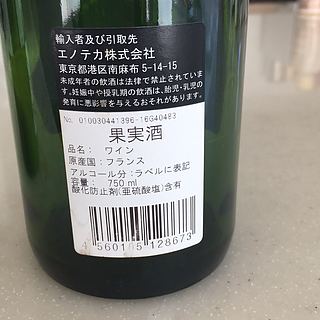 輸入者及び引取先
エノテカ株式会社
東京都港区南麻布5-14-15
未成年者の飲酒は法律で禁止されていま
す。妊娠中や授乳期の飲酒は、胎児・乳児の
発育に悪影響を与えるおそれがあります。
No. 010030441396-16G40483
果実酒
品名： ワイン
原産国：フランス
アルコール分：ラベルに表記
容量： 750ml
酸化防止剤(亜硫酸塩)含有
4 560185 128673